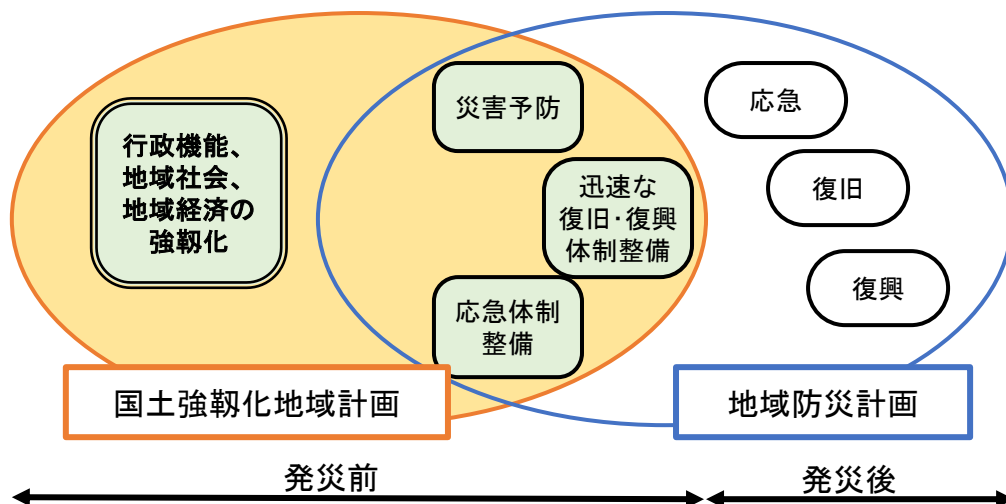 行政機能、
地域社会、
地域経済の
強靱化
災害予防
迅速な
復旧・復興
体制整備
応急体制
整備
応急
復旧
復興
国土強靱化地域計画
地域防災計画
発災前
発災後